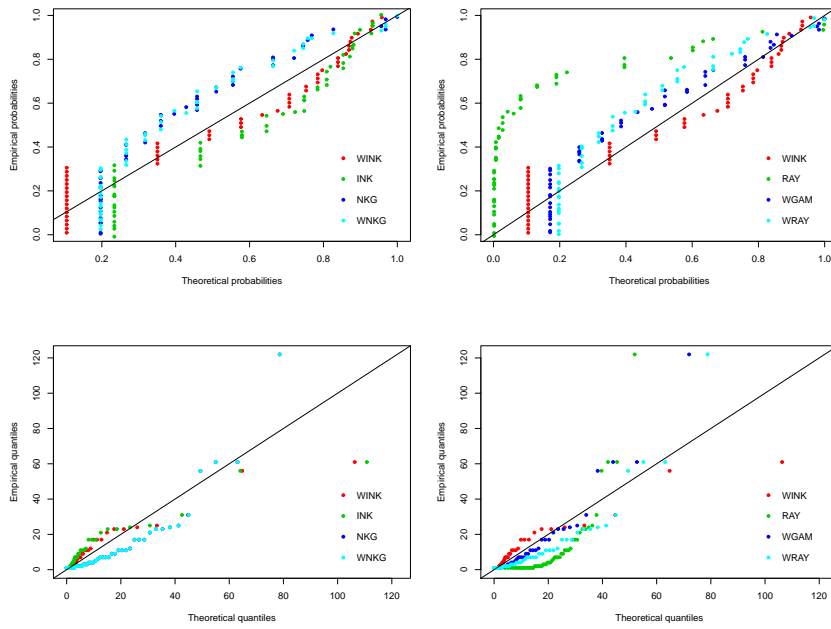 Empirical probabilities
1.0
0.8
0.6
0.4
0.2
0.0
0.2
0.4
0.6
0.8
1.0
Theoretical probabilities
WINK
INK
NKG
WNKG
Empirical probabilities
1.0
0.8
0.6
0.4
0.2
0.0
0.0
0.2
0.4
0.6
0.8
1.0
Theoretical probabilities
WINK
RAY
WGAM
WRAY
Empirical quantiles
120
100
80
60
40
20
0
0
20
40
60
80
100
120
Theoretical quantiles
WINK
INK
NKG
WNKG
Empirical quantiles
120
100
80
60
40
20
0
0
20
40
60
80
100
120
Theoretical quantiles
WINK
RAY
WGAM
WRAY